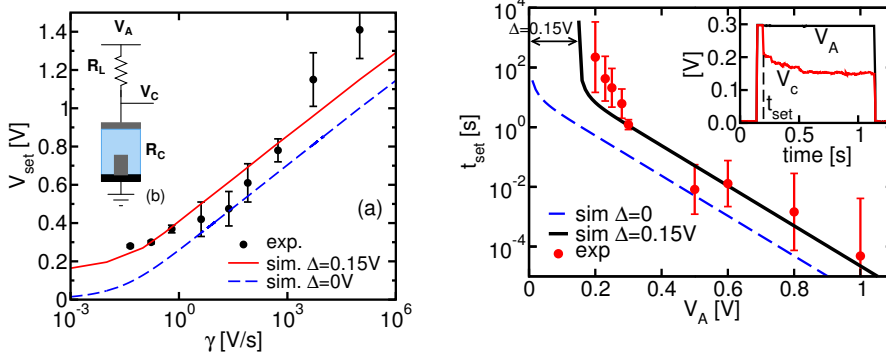 V_A
R_L
V_C
R_C
(b)
(a)
V_set [V]
1.4
1.2
1.0
0.8
0.6
0.4
0.2
0.0
exp.
sim. Δ=0.15V
sim. Δ=0V
10^-3
10^0
10^3
10^6
γ [V/s]
Δ=0.15V
t_set [s]
10^4
10^2
10^0
10^-2
10^-4
sim Δ=0
sim Δ=0.15V
exp
0
0.2
0.4
0.6
0.8
1
V_A [V]
[V]
0.3
0.2
0.1
0.0
V_A
V_c
t_set
0
0.5
1
time [s]